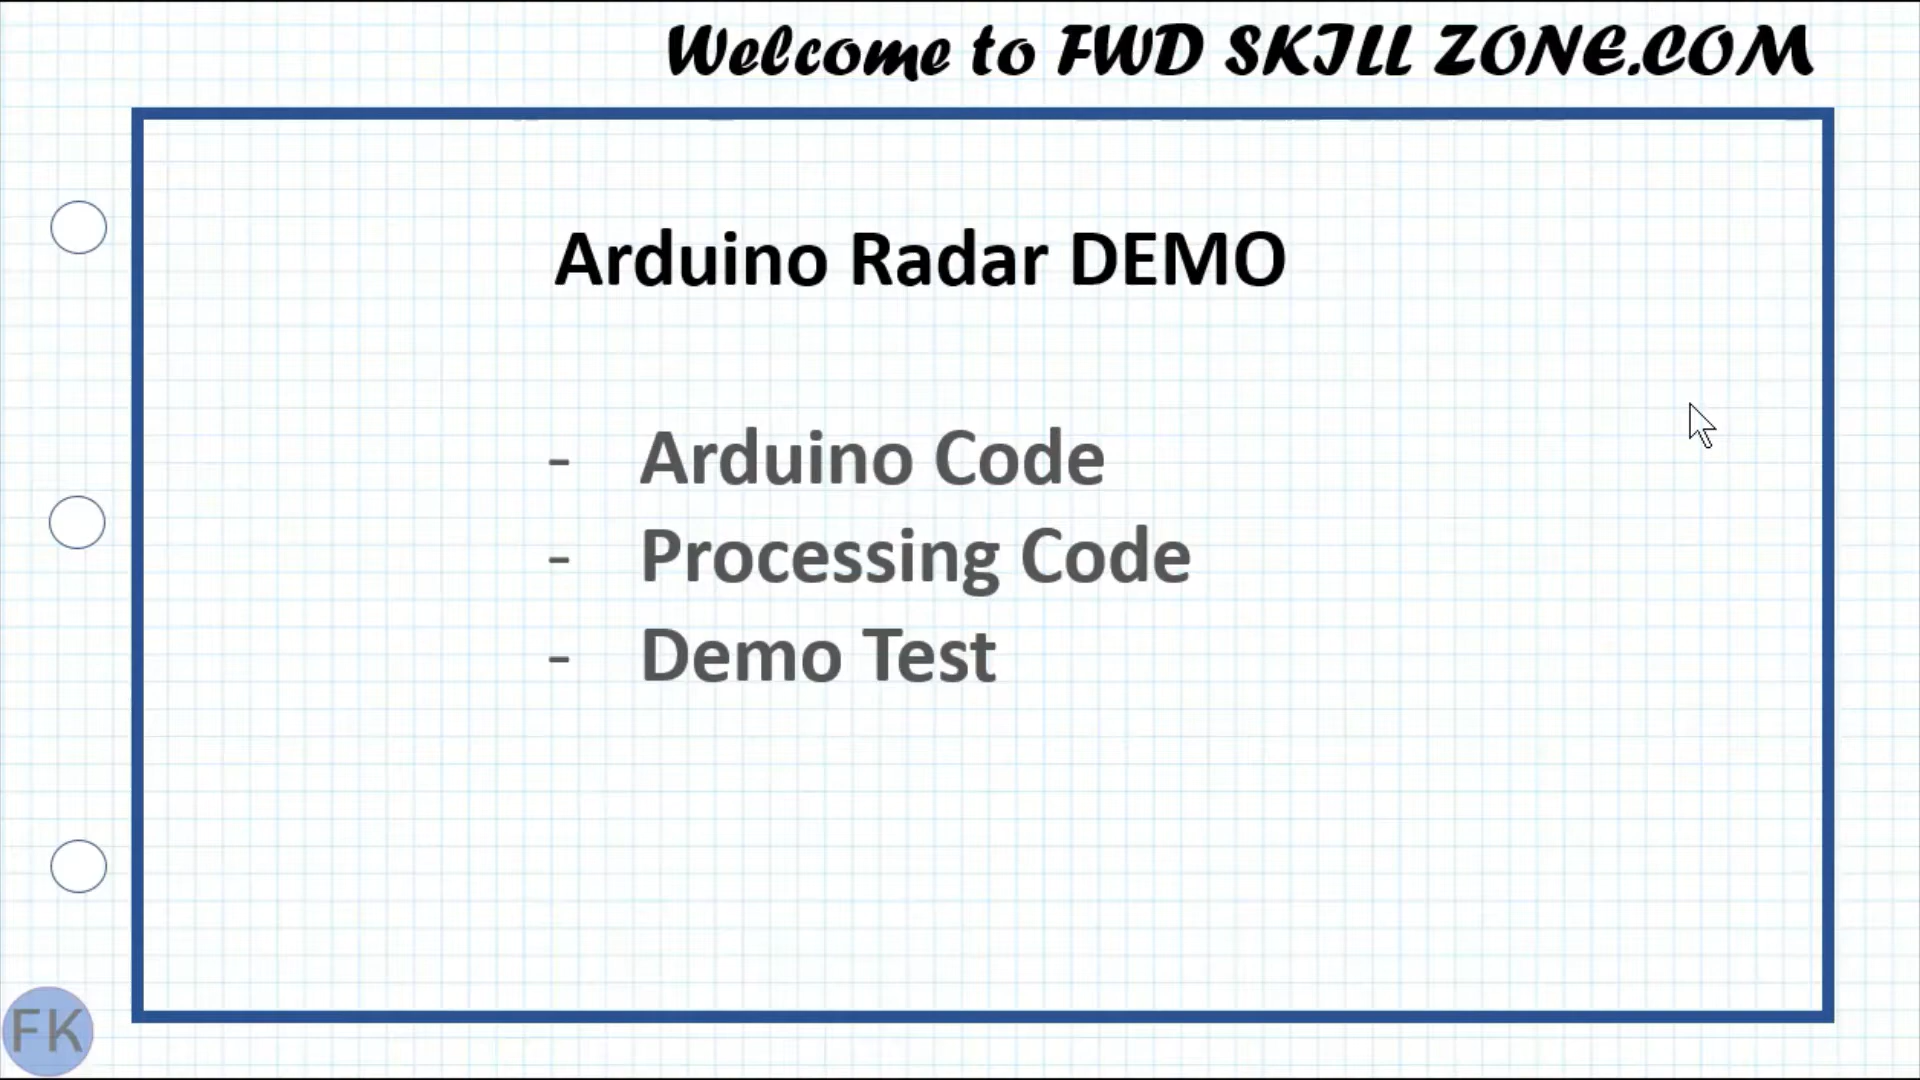 Welcome to FWD SKILL ZONE.COM
Arduino Radar DEMO
- Arduino Code
- Processing Code
- Demo Test
FK